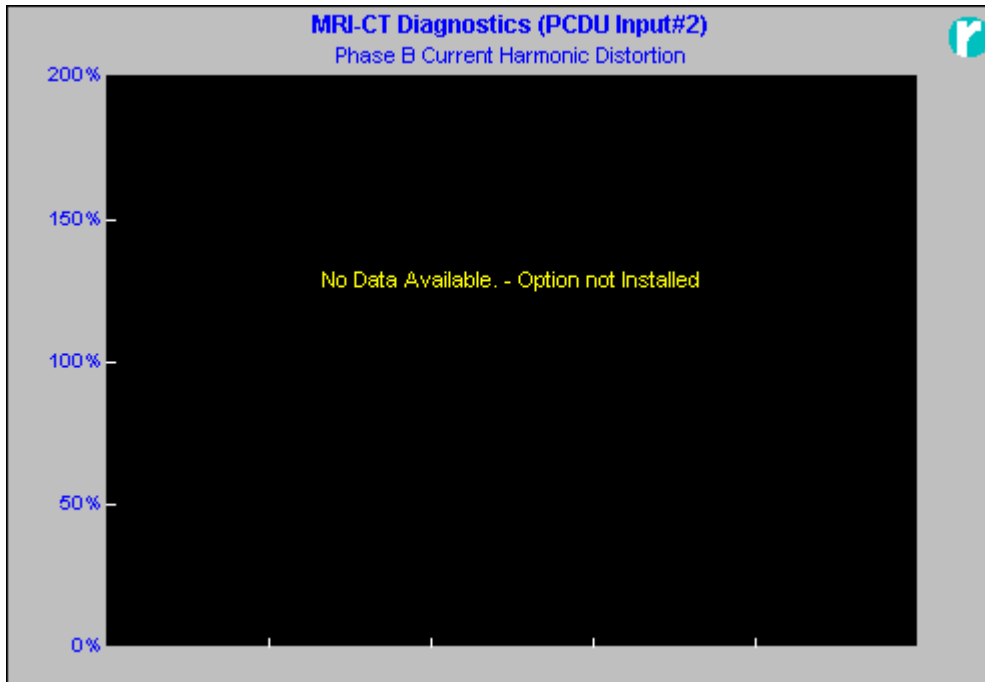 MRI-CT Diagnostics (PCDU Input#2)
Phase B Current Harmonic Distortion
r
200%
150%
No Data Available. - Option not Installed
100%
50%
0%